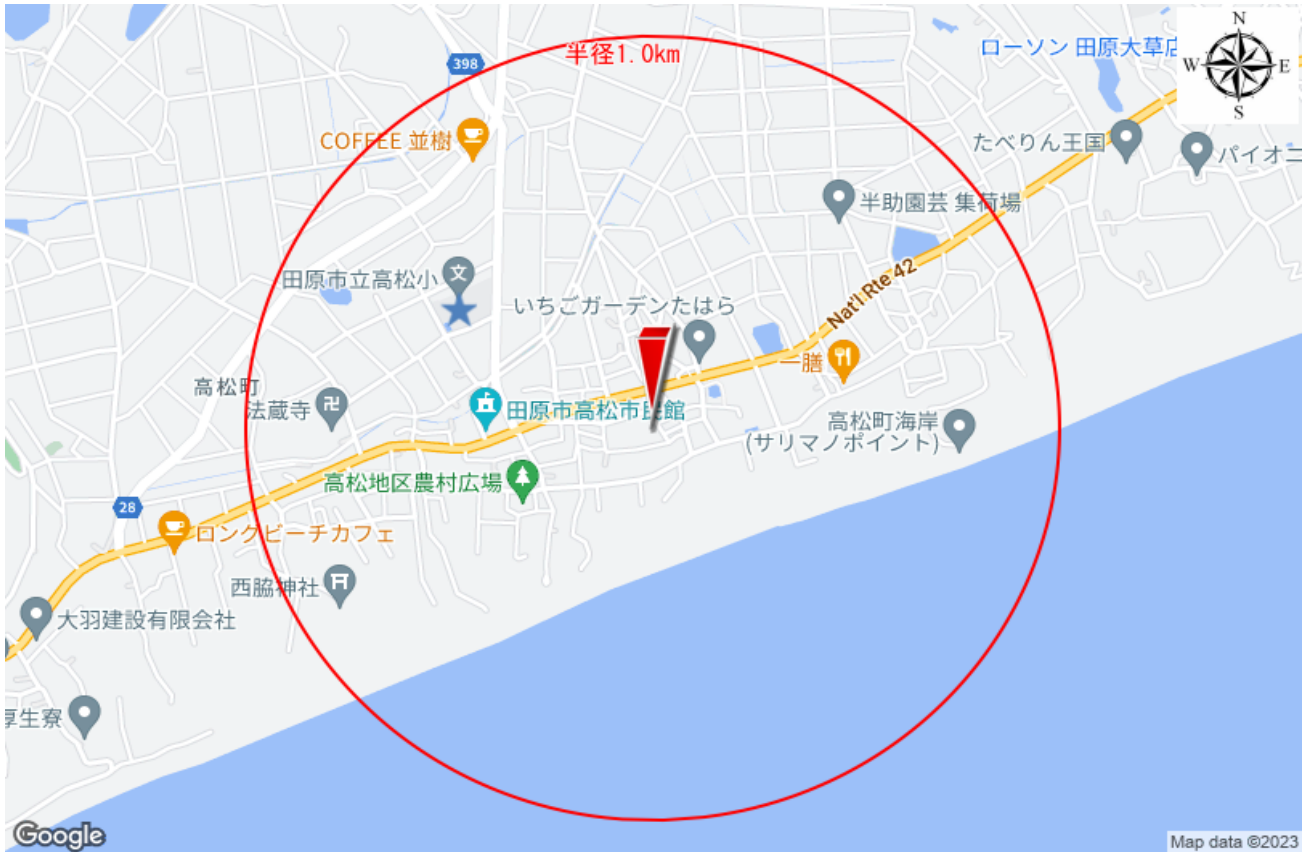 半径1.0km
ローソン 田原大草店
N
W
E
S
398
COFFEE 並樹
たべりん王国
パイオニ
半助園芸 集荷場
田原市立高松小
文
Nat'l Rte 42
いちごガーデンたはら
一膳
高松町
法蔵寺
田原市高松市民館
高松町海岸
(サリマノポイント)
高松地区農村広場
28
ロングビーチカフェ
西脇神社
大羽建設有限会社
厚生寮
Google
Map data ©2023